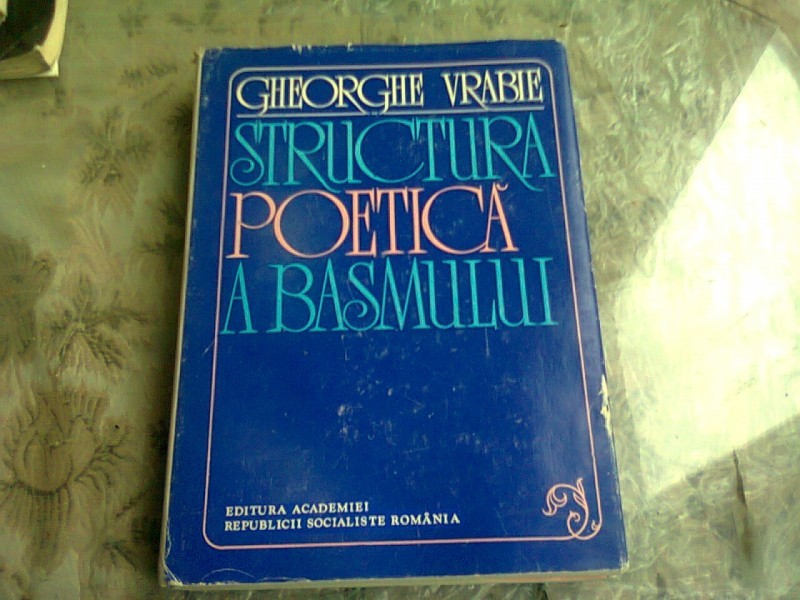 GHEORGHE VRABIE
STRUCTURA
POETICĂ
A BASMULUI
EDITURA ACADEMIEI
REPUBLICII SOCIALISTE ROMÂNIA